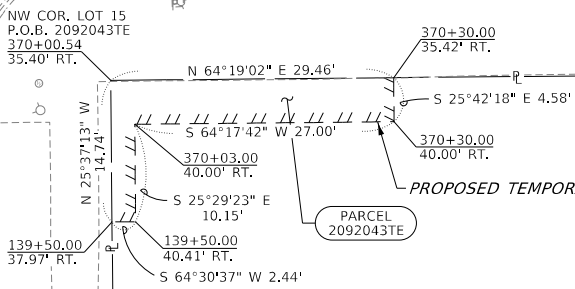 NW COR. LOT 15
P.O.B. 2092043TE
370+00.54
35.40' RT.
370+30.00
35.42' RT.
N 64°19'02" E 29.46'
PL
S 25°42'18" E 4.58'
N 25°37'13" W
14.74'
S 64°17'42" W 27.00'
370+03.00
40.00' RT.
370+30.00
40.00' RT.
PROPOSED TEMPOR
S 25°29'23" E
10.15'
PARCEL
2092043TE
139+50.00
37.97' RT.
PL
139+50.00
40.41' RT.
S 64°30'37" W 2.44'